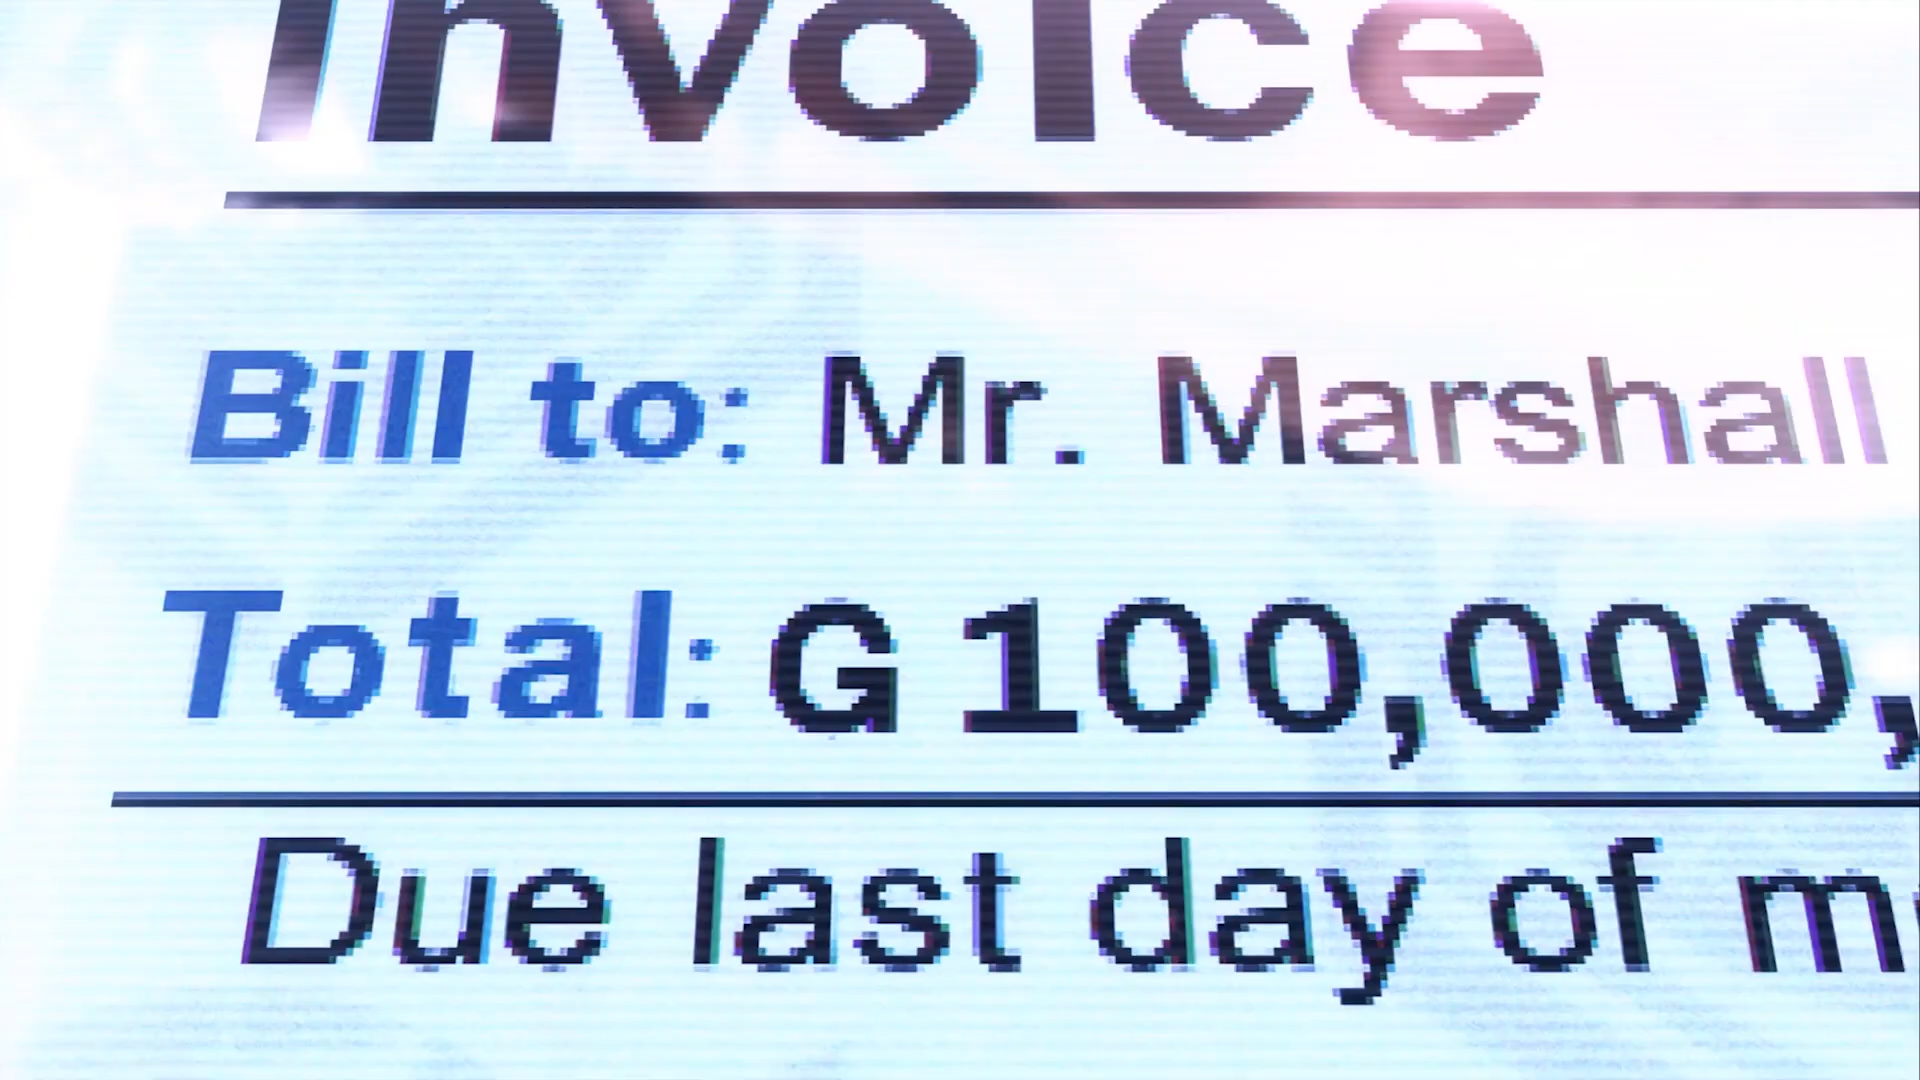 Invoice
Bill to: Mr. Marshall
Total: G 100,000,
Due last day of m